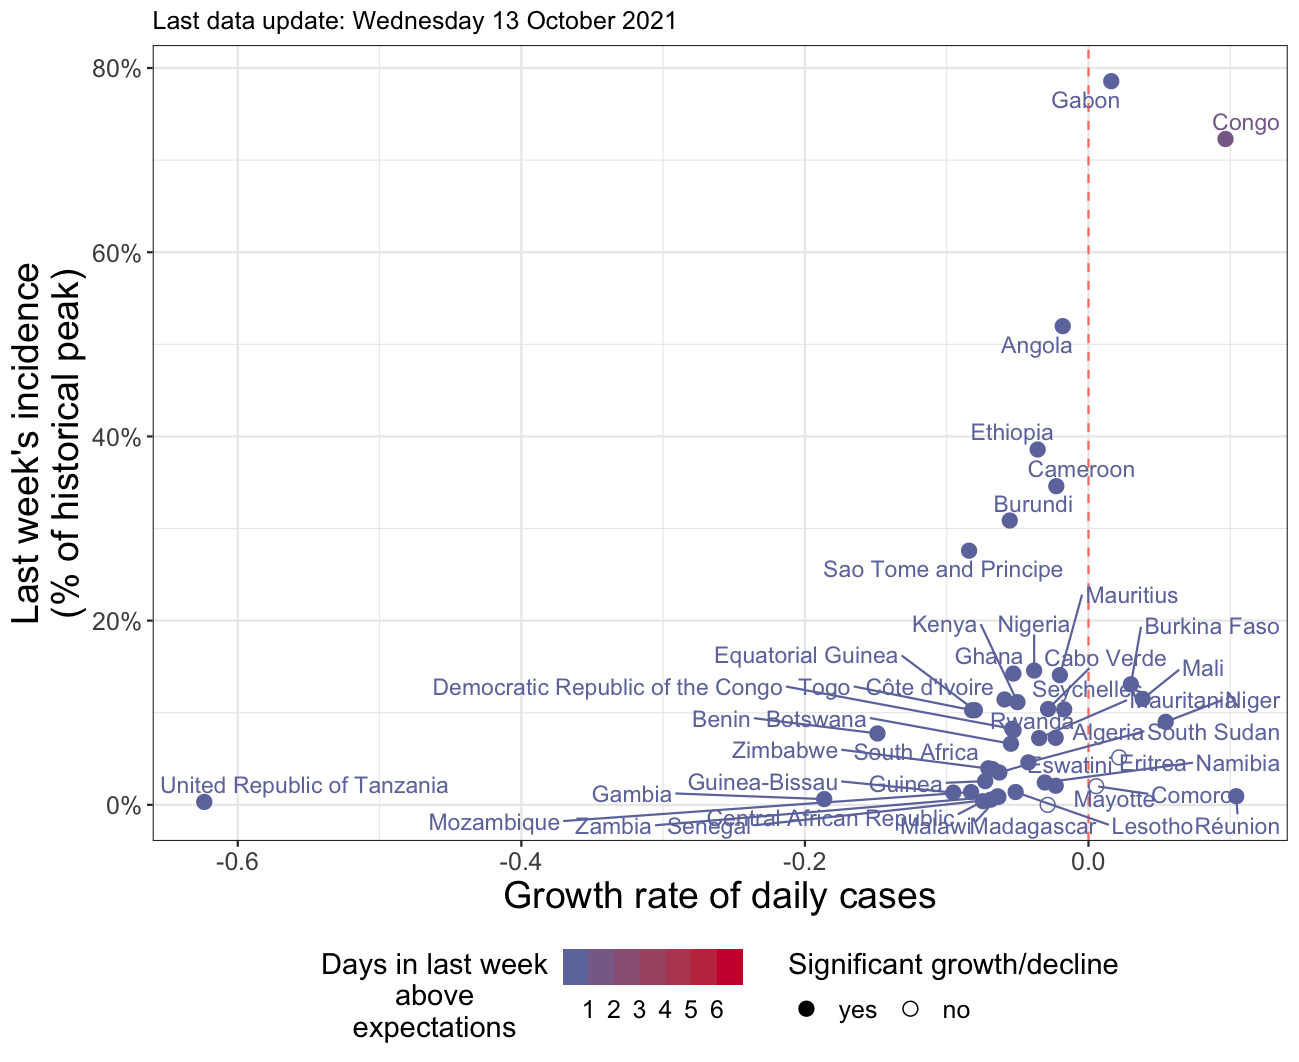 Last data update: Wednesday 13 October 2021
Last week's incidence
(% of historical peak)
80%
60%
40%
20%
0%
Gabon
Congo
Angola
Ethiopia
Cameroon
Burundi
Sao Tome and Principe
Mauritius
Kenya
Nigeria
Burkina Faso
Equatorial Guinea
Ghana
Cabo Verde
Mali
Democratic Republic of the Congo
Togo
Côte d'Ivoire
Seychelles
Mauritania
Niger
Benin
Botswana
Rwanda
Algeria
South Sudan
Zimbabwe
South Africa
Eswatini
Eritrea
Namibia
United Republic of Tanzania
Guinea-Bissau
Guinea
Gambia
Mayotte
Comoros
Mozambique
Zambia
Senegal
Central African Republic
Malawi
Madagascar
Lesotho
Réunion
-0.6
-0.4
-0.2
0.0
Growth rate of daily cases
Days in last week
above
expectations
1 2 3 4 5 6
Significant growth/decline
yes
no